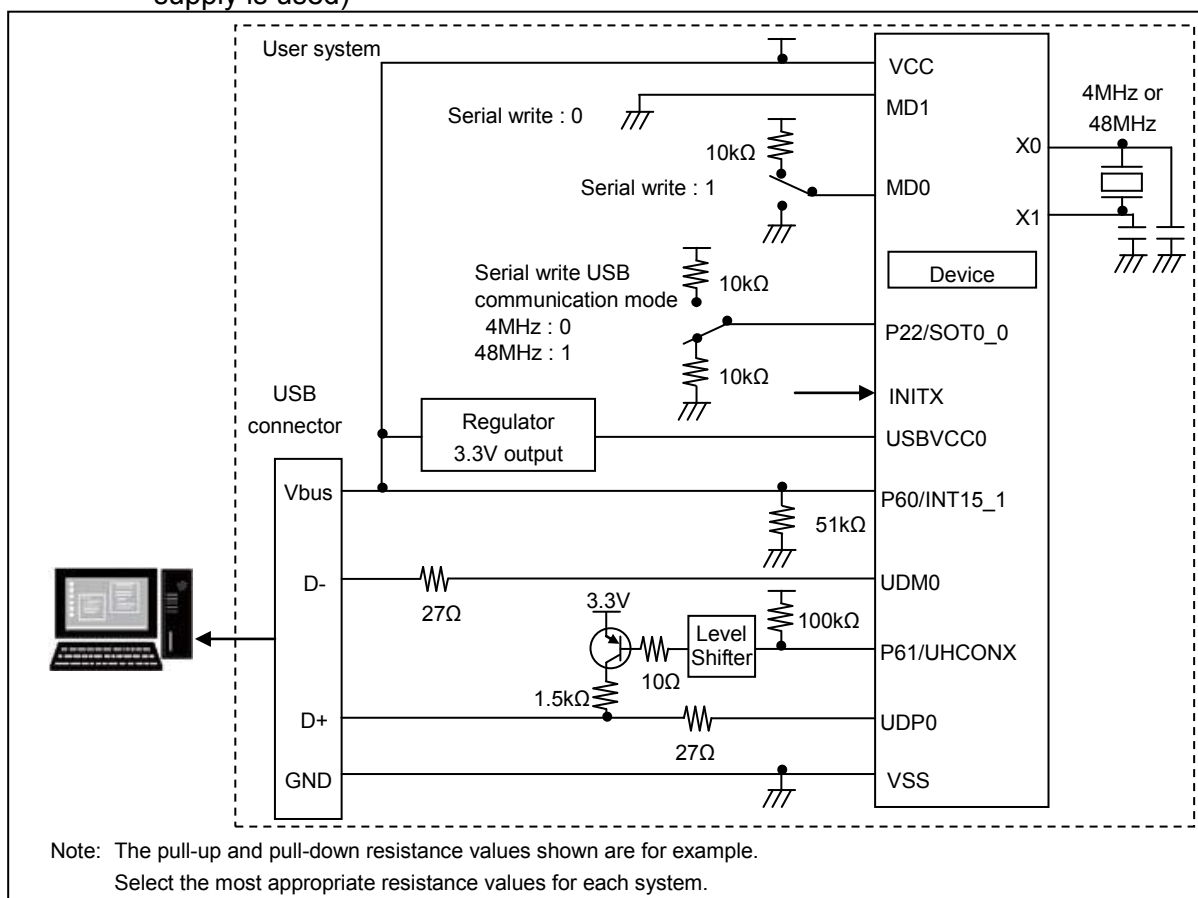 supply is used)
User system
VCC
MD1
Serial write : 0
4MHz or
48MHz
X0
10kΩ
Serial write : 1
MD0
X1
Serial write USB
communication mode
4MHz : 0
48MHz : 1
10kΩ
Device
P22/SOT0_0
10kΩ
INITX
USB
connector
Regulator
3.3V output
USBVCC0
Vbus
P60/INT15_1
51kΩ
D-
UDM0
27Ω
3.3V
100kΩ
Level
Shifter
P61/UHCONX
10Ω
1.5kΩ
D+
UDP0
27Ω
GND
VSS
Note: The pull-up and pull-down resistance values shown are for example.
Select the most appropriate resistance values for each system.